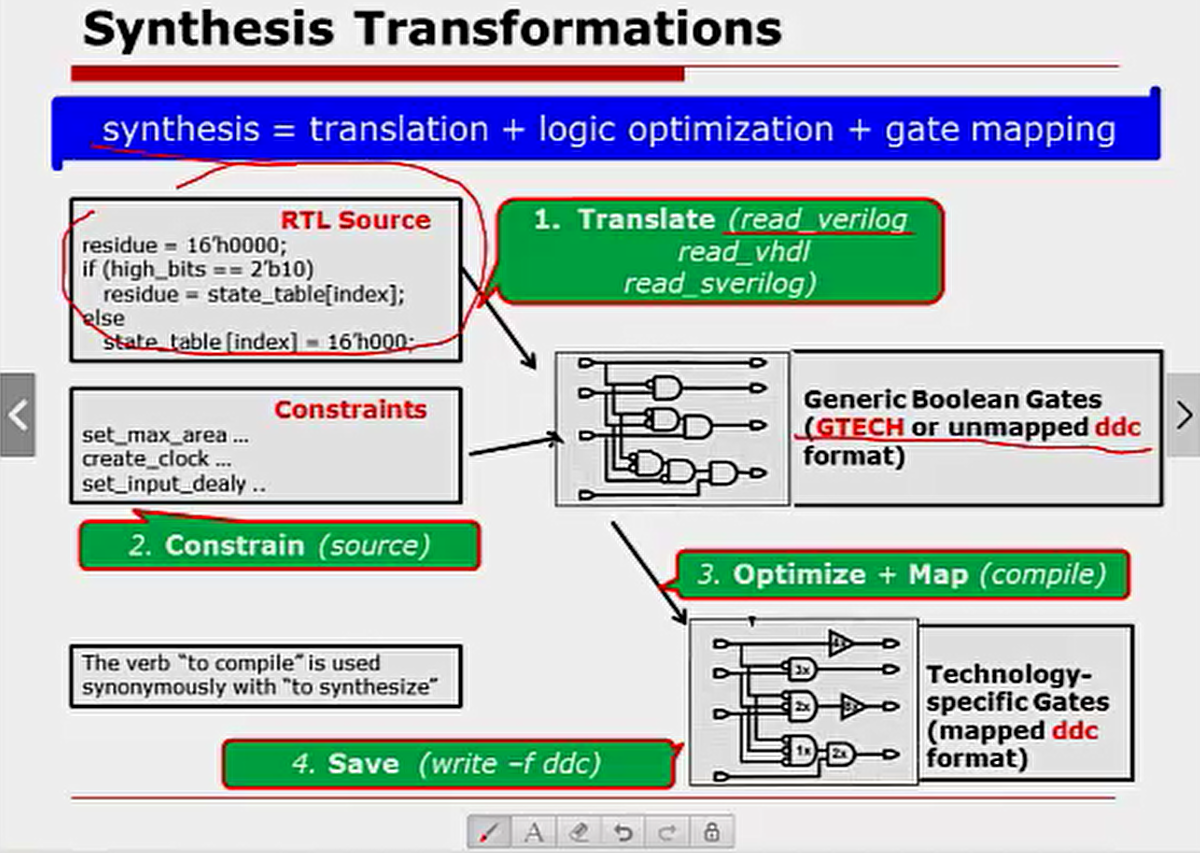 Synthesis Transformations
synthesis = translation + logic optimization + gate mapping
RTL Source
residue = 16'h0000;
if (high_bits == 2'b10)
residue = state_table[index];
else
state_table [index] = 16'h000;
1. Translate (read_verilog
read_vhdl
read_sverilog)
Constraints
set_max_area ...
create_clock ...
set_input_dealy ..
Generic Boolean Gates
(GTECH or unmapped ddc
format)
2. Constrain (source)
3. Optimize + Map (compile)
The verb "to compile" is used
synonymously with "to synthesize"
3x
2x
1x
2x
Technology-
specific Gates
(mapped ddc
format)
4. Save (write –f ddc)
A